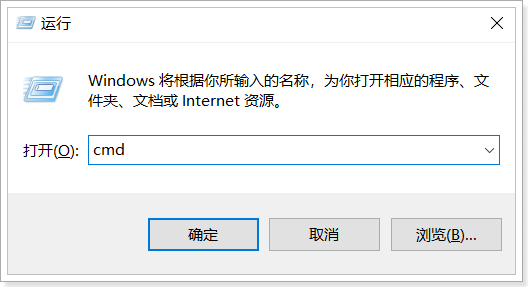 运行
Windows 将根据你所输入的名称，为你打开相应的程序、文
件夹、文档或 Internet 资源。
打开(O): cmd
确定 取消 浏览(B)...